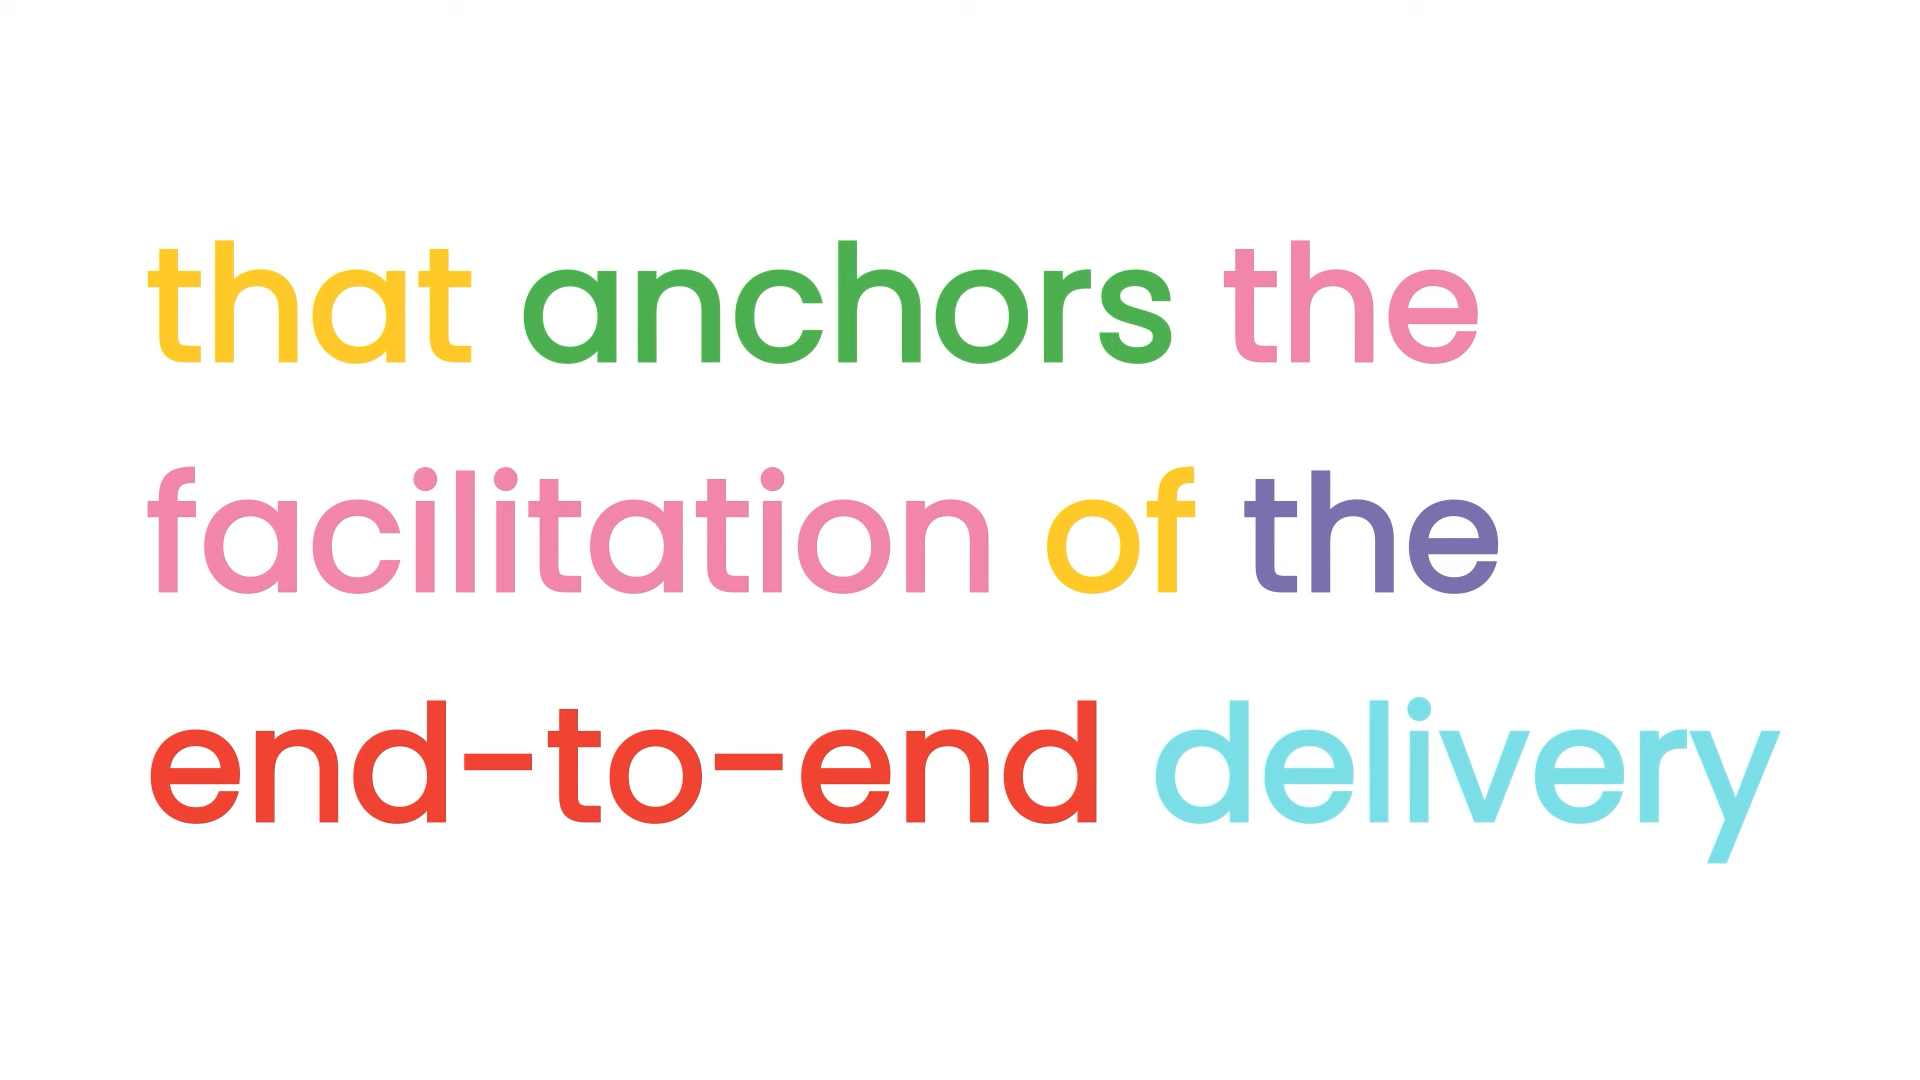 that anchors the
facilitation of the
end-to-end delivery